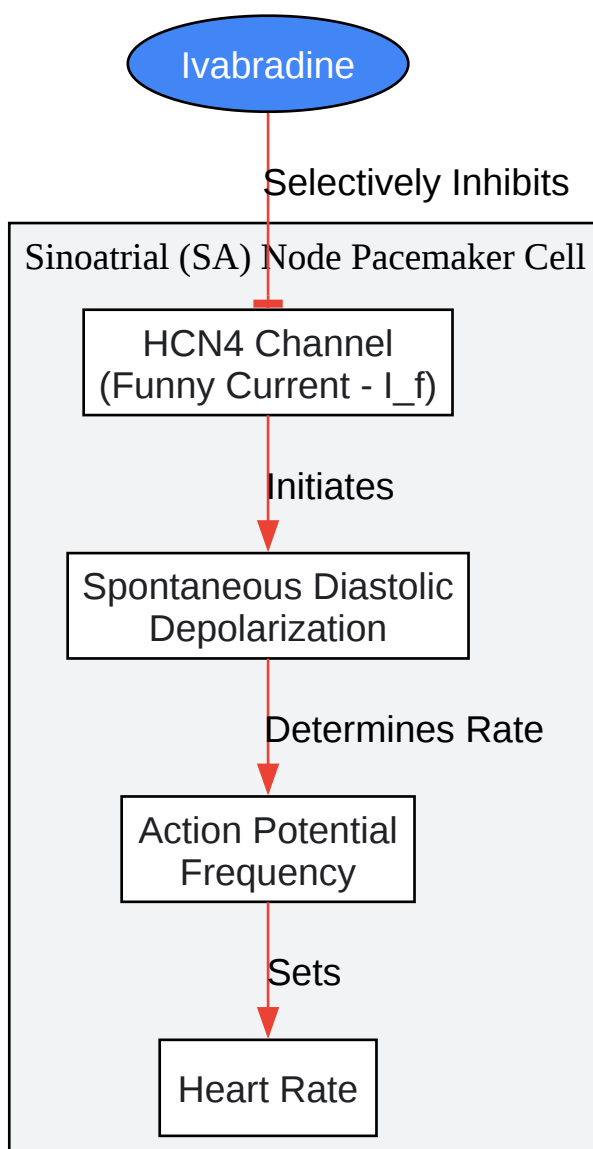 Ivabradine
Selectively Inhibits
Sinoatrial (SA) Node Pacemaker Cell
HCN4 Channel
(Funny Current - I_f)
Initiates
Spontaneous Diastolic
Depolarization
Determines Rate
Action Potential
Frequency
Sets
Heart Rate